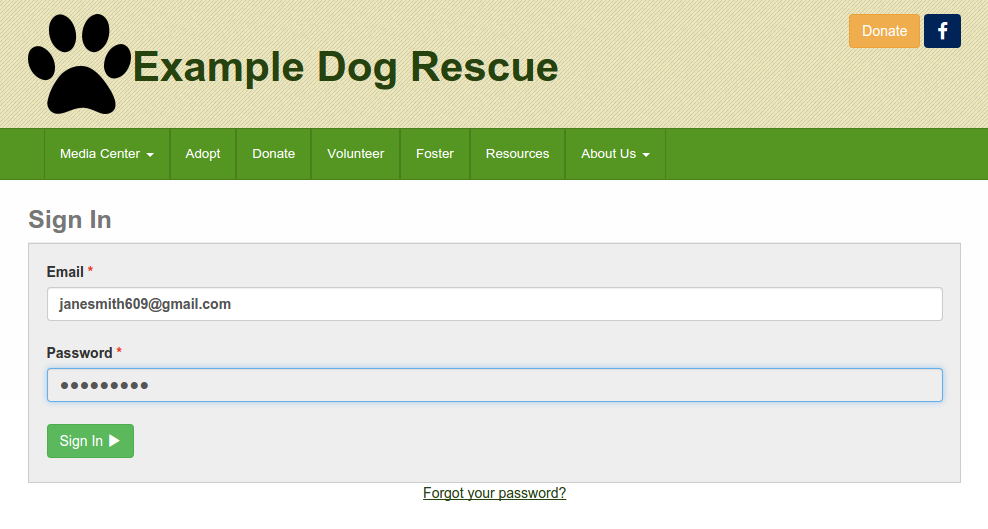 Donate
Example Dog Rescue
Media Center Adopt Donate Volunteer Foster Resources About Us
Sign In
Email *
janesmith609@gmail.com
Password *
●●●●●●●●●
Sign In
Forgot your password?